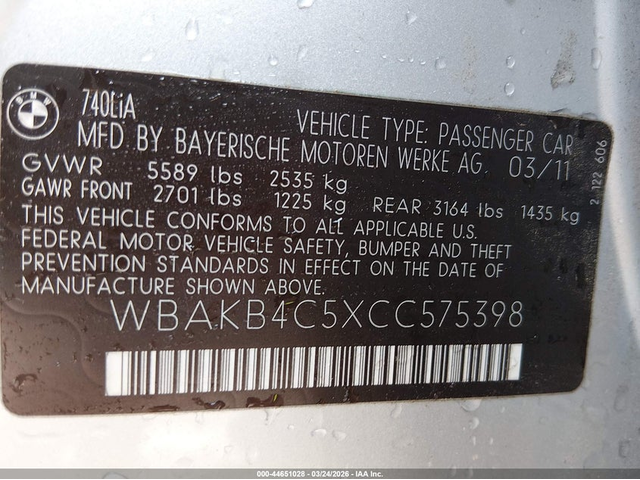 BMW
740LiA
VEHICLE TYPE: PASSENGER CAR
MFD BY BAYERISCHE MOTOREN WERKE AG 03/11
GVWR 5589 lbs 2535 kg
GAWR FRONT 2701 lbs 1225 kg REAR 3164 lbs 1435 kg
THIS VEHICLE CONFORMS TO ALL APPLICABLE U.S.
FEDERAL MOTOR VEHICLE SAFETY, BUMPER AND THEFT
PREVENTION STANDARDS IN EFFECT ON THE DATE OF
MANUFACTURE SHOWN ABOVE.
WBAKB4C5XCC575398
2 122 606
000-44651028 - 03/24/2026 - IAA Inc.